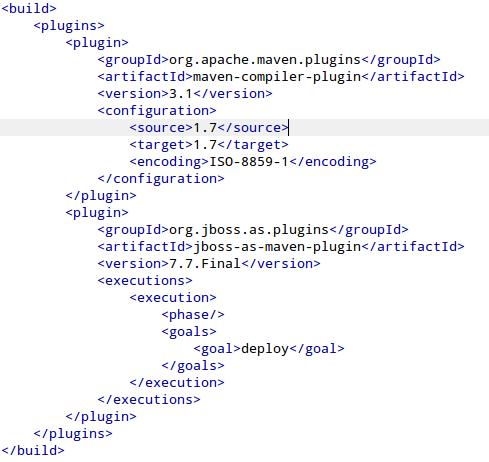 <build>
    <plugins>
        <plugin>
            <groupId>org.apache.maven.plugins</groupId>
            <artifactId>maven-compiler-plugin</artifactId>
            <version>3.1</version>
            <configuration>
                <source>1.7</source>
                <target>1.7</target>
                <encoding>ISO-8859-1</encoding>
            </configuration>
        </plugin>
        <plugin>
            <groupId>org.jboss.as.plugins</groupId>
            <artifactId>jboss-as-maven-plugin</artifactId>
            <version>7.7.Final</version>
            <executions>
                <execution>
                    <phase/>
                    <goals>
                        <goal>deploy</goal>
                    </goals>
                </execution>
            </executions>
        </plugin>
    </plugins>
</build>